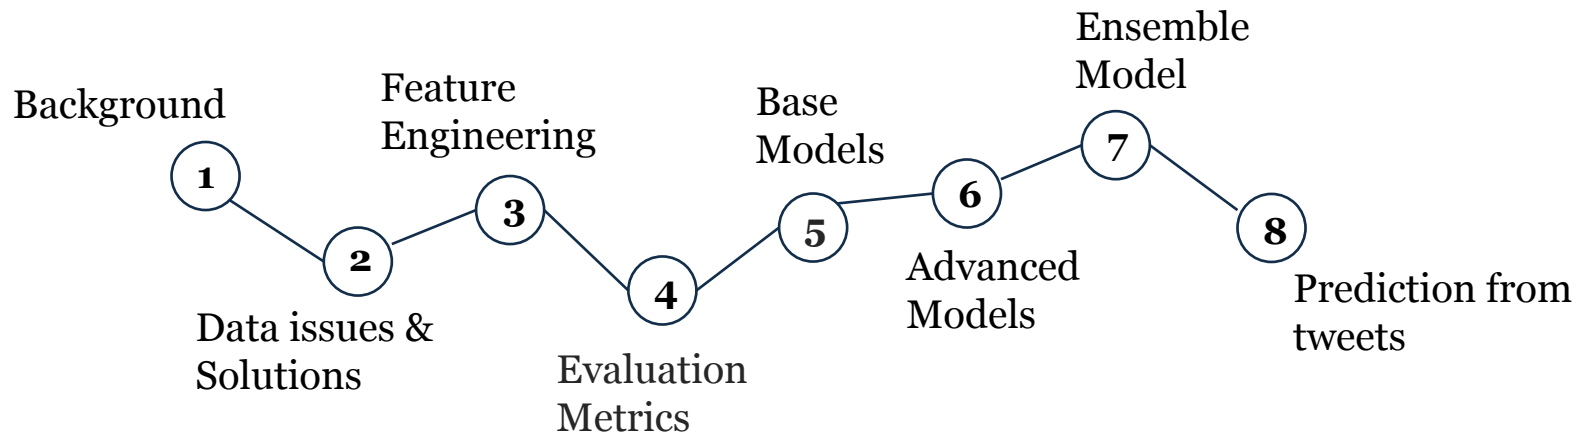 Background
1
2
Data issues &
Solutions
Feature
Engineering
3
4
Evaluation
Metrics
Base
Models
5
6
Advanced
Models
Ensemble
Model
7
8
Prediction from
tweets